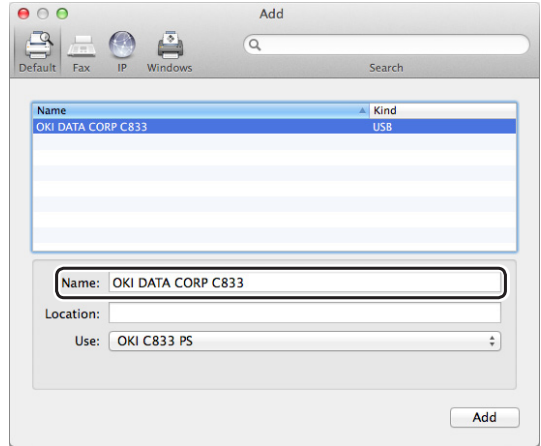 Add
Default Fax IP Windows Search
Name Kind
OKI DATA CORP C833 USB
Name: OKI DATA CORP C833
Location:
Use: OKI C833 PS
Add